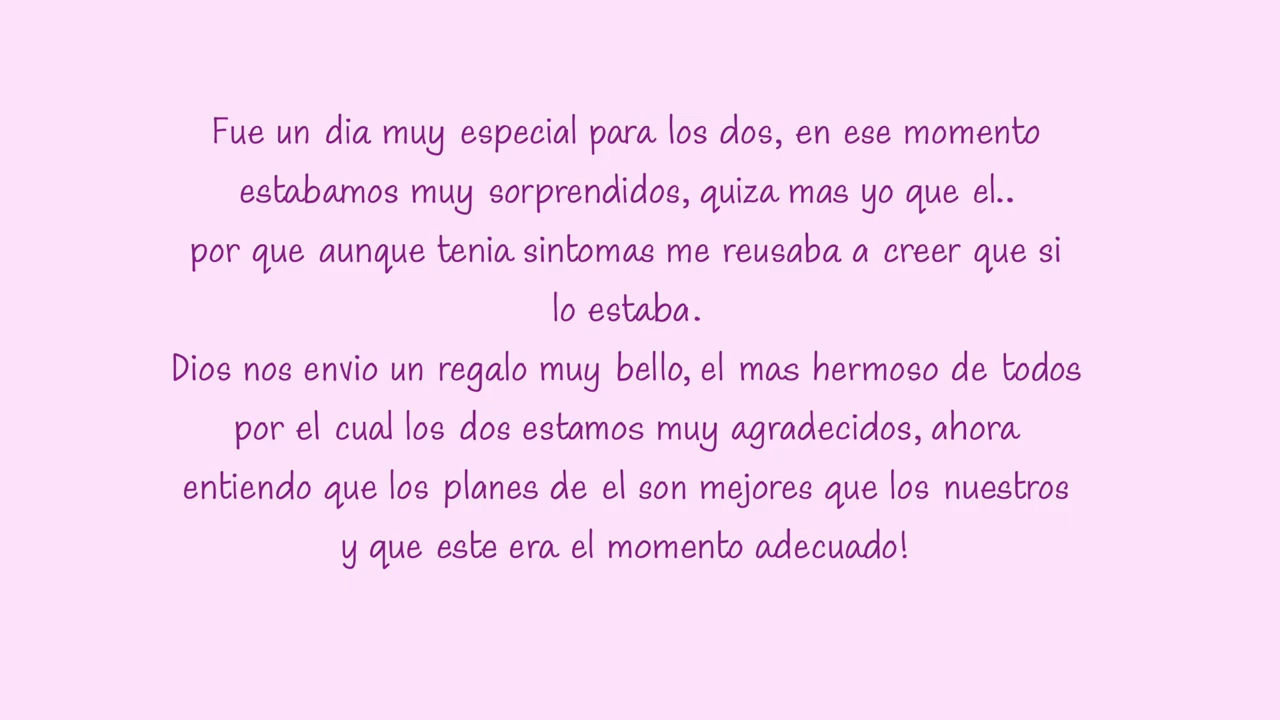 Fue un dia muy especial para los dos, en ese momento
estabamos muy sorprendidos, quiza mas yo que el..
por que aunque tenia sintomas me reusaba a creer que si
lo estaba.
Dios nos envio un regalo muy bello, el mas hermoso de todos
por el cual los dos estamos muy agradecidos, ahora
entiendo que los planes de el son mejores que los nuestros
y que este era el momento adecuado!